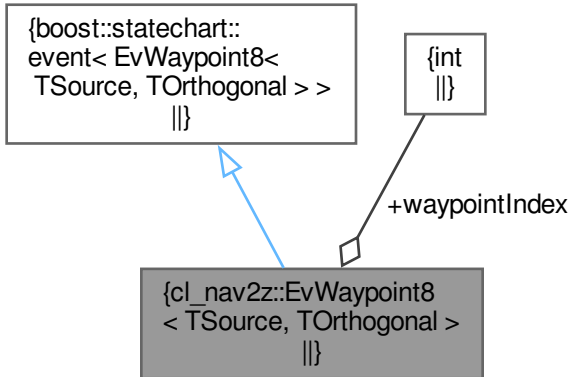 {boost::statechart::
event< EvWaypoint8<
TSource, TOrthogonal > >
||}
{int
||}
+waypointIndex
{cl_nav2z::EvWaypoint8
< TSource, TOrthogonal >
||}